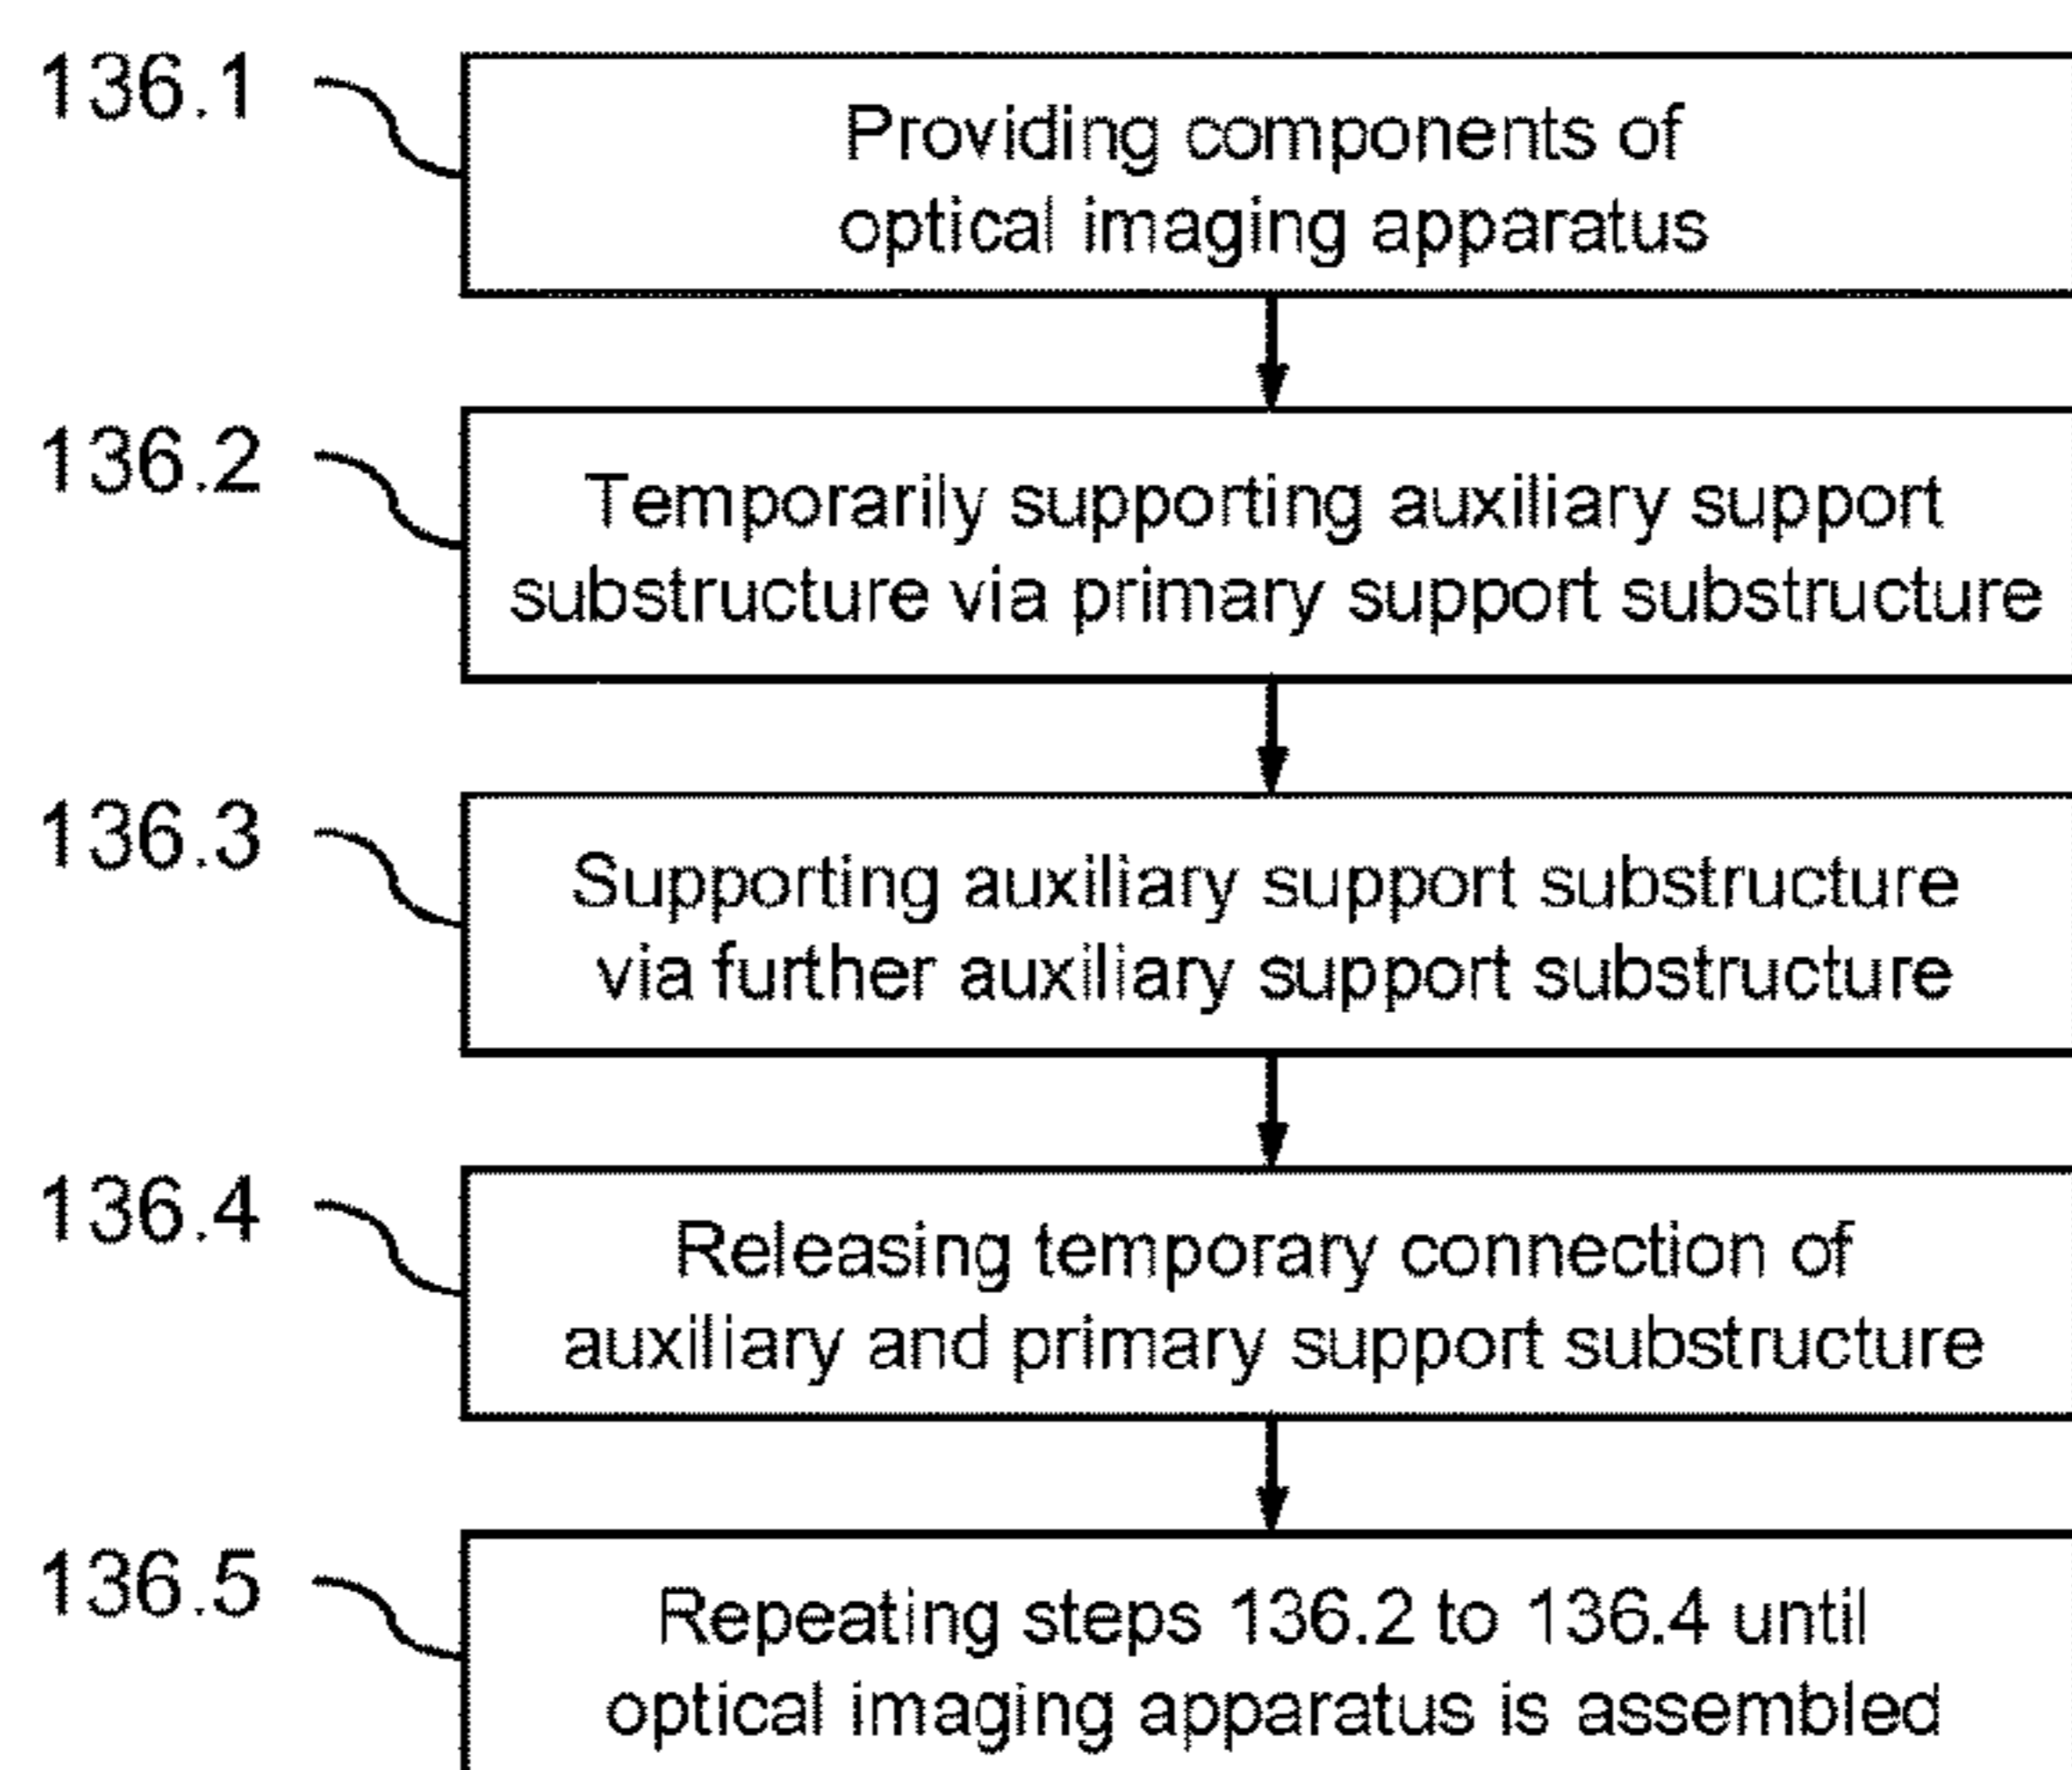 136.1
Providing components of
optical imaging apparatus
136.2
Temporarily supporting auxiliary support
substructure via primary support substructure
136.3
Supporting auxiliary support substructure
via further auxiliary support substructure
136.4
Releasing temporary connection of
auxiliary and primary support substructure
136.5
Repeating steps 136.2 to 136.4 until
optical imaging apparatus is assembled